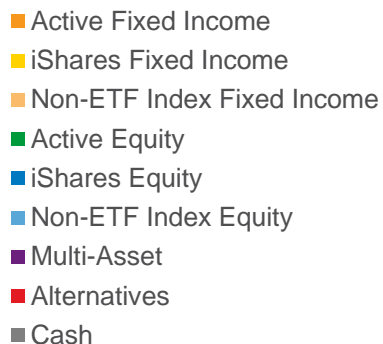 Active Fixed Income
iShares Fixed Income
Non-ETF Index Fixed Income
Active Equity
iShares Equity
Non-ETF Index Equity
Multi-Asset
Alternatives
Cash